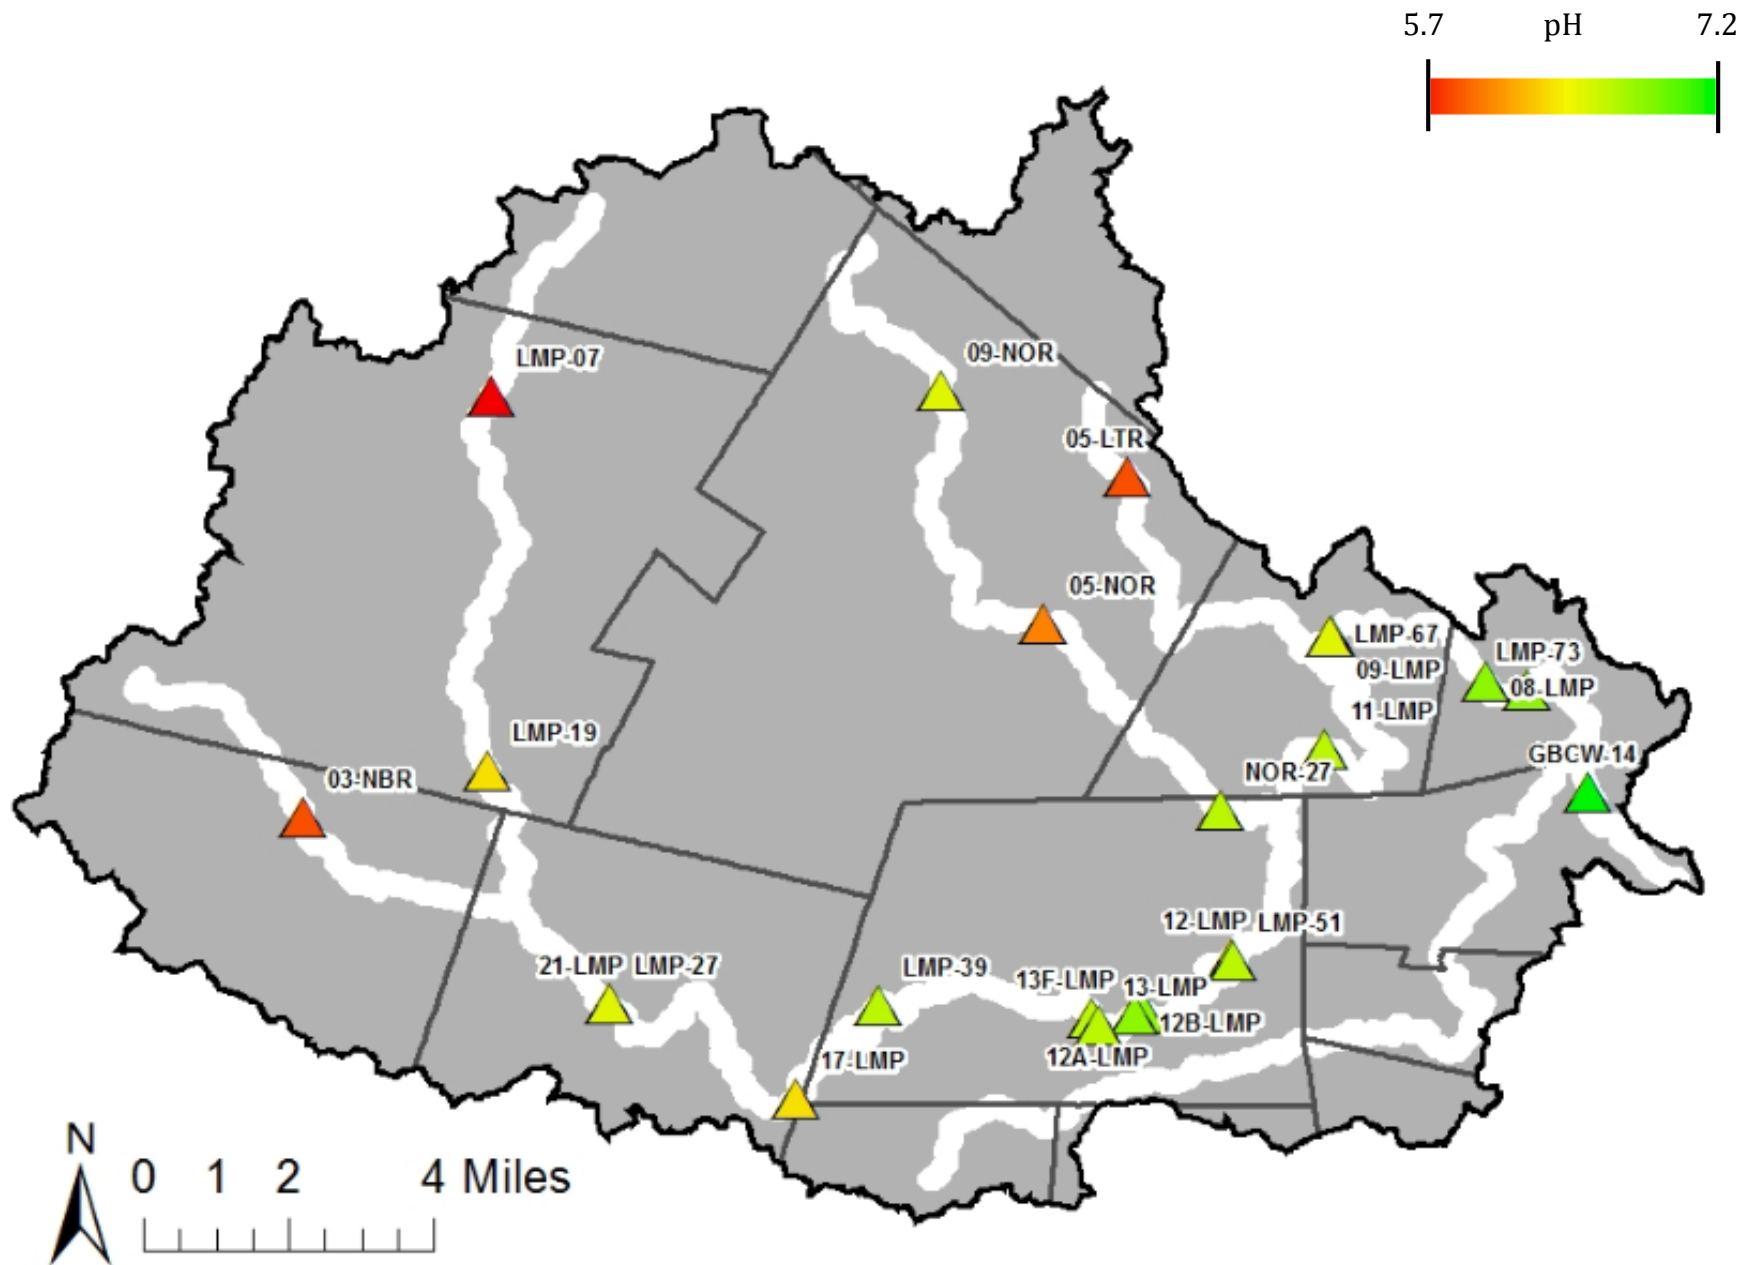 5.7 pH 7.2
LMP-07
09-NOR
05-LTR
05-NOR
LMP-67
LMP-73
09-LMP
08-LMP
11-LMP
LMP-19
GBCW-14
03-NBR
NOR-27
12-LMP LMP-51
21-LMP LMP-27
LMP-39
13F-LMP
13-LMP
12B-LMP
17-LMP
12A-LMP
N
0 1 2 4 Miles